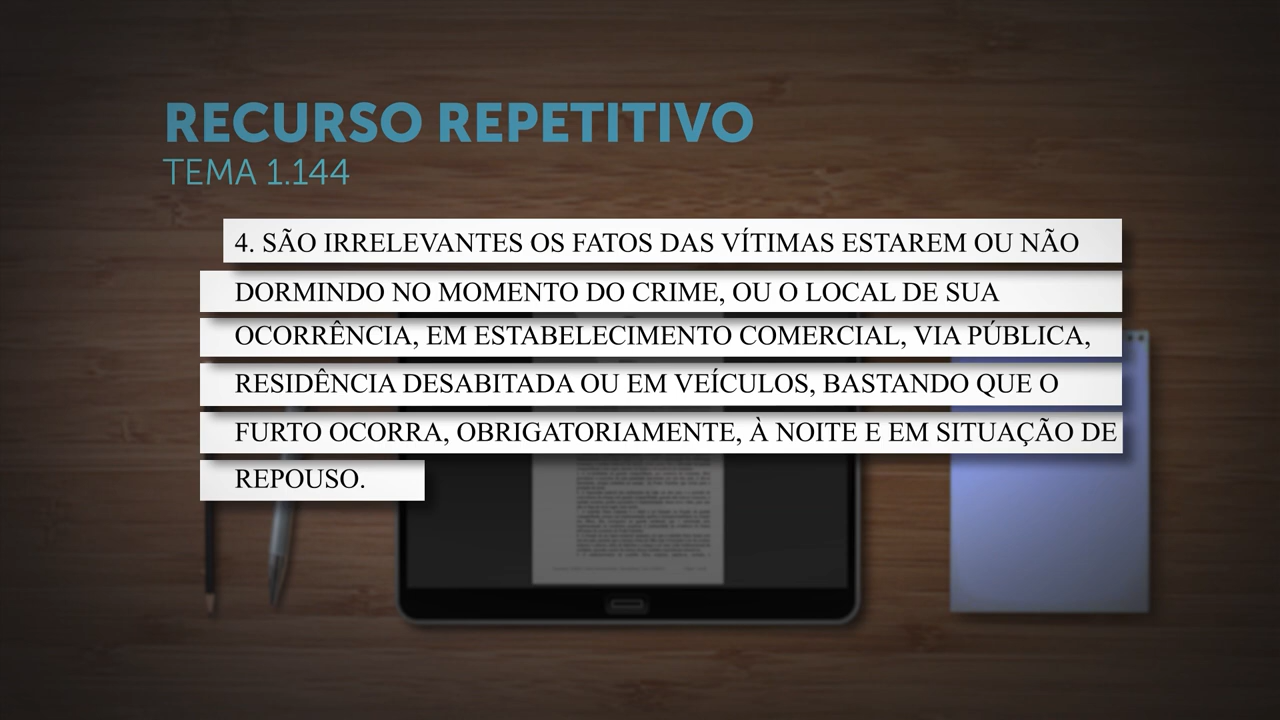 RECURSO REPETITIVO
TEMA 1.144
4. SÃO IRRELEVANTES OS FATOS DAS VÍTIMAS ESTAREM OU NÃO
DORMINDO NO MOMENTO DO CRIME, OU O LOCAL DE SUA
OCORRÊNCIA, EM ESTABELECIMENTO COMERCIAL, VIA PÚBLICA,
RESIDÊNCIA DESABITADA OU EM VEÍCULOS, BASTANDO QUE O
FURTO OCORRA, OBRIGATORIAMENTE, À NOITE E EM SITUAÇÃO DE
REPOUSO.